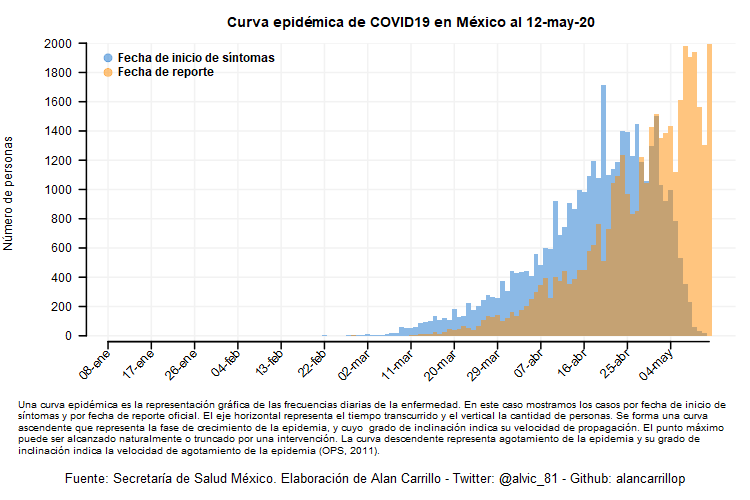 Curva epidémica de COVID19 en México al 12-may-20
Fecha de inicio de síntomas
Fecha de reporte
Número de personas
2000
1800
1600
1400
1200
1000
800
600
400
200
0
08-ene
17-ene
26-ene
04-feb
13-feb
22-feb
02-mar
11-mar
20-mar
29-mar
07-abr
16-abr
25-abr
04-may
Una curva epidémica es la representación gráfica de las frecuencias diarias de la enfermedad. En este caso mostramos los casos por fecha de inicio de
síntomas y por fecha de reporte oficial. El eje horizontal representa el tiempo transcurrido y el vertical la cantidad de personas. Se forma una curva
ascendente que representa la fase de crecimiento de la epidemia, y cuyo grado de inclinación indica su velocidad de propagación. El punto máximo
puede ser alcanzado naturalmente o truncado por una intervención. La curva descendente representa agotamiento de la epidemia y su grado de
inclinación indica la velocidad de agotamiento de la epidemia (OPS, 2011).
Fuente: Secretaría de Salud México. Elaboración de Alan Carrillo - Twitter: @alvic_81 - Github: alancarrillop